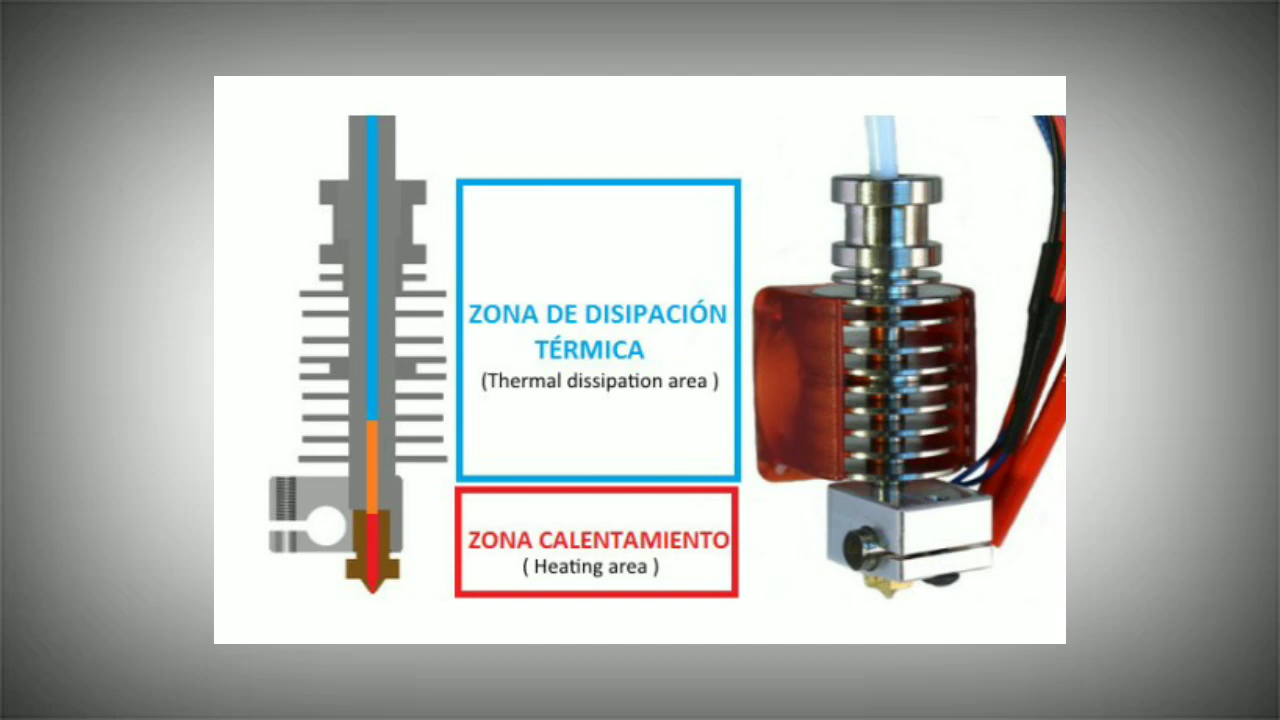 ZONA DE DISIPACIÓN
TÉRMICA
(Thermal dissipation area )
ZONA CALENTAMIENTO
( Heating area )